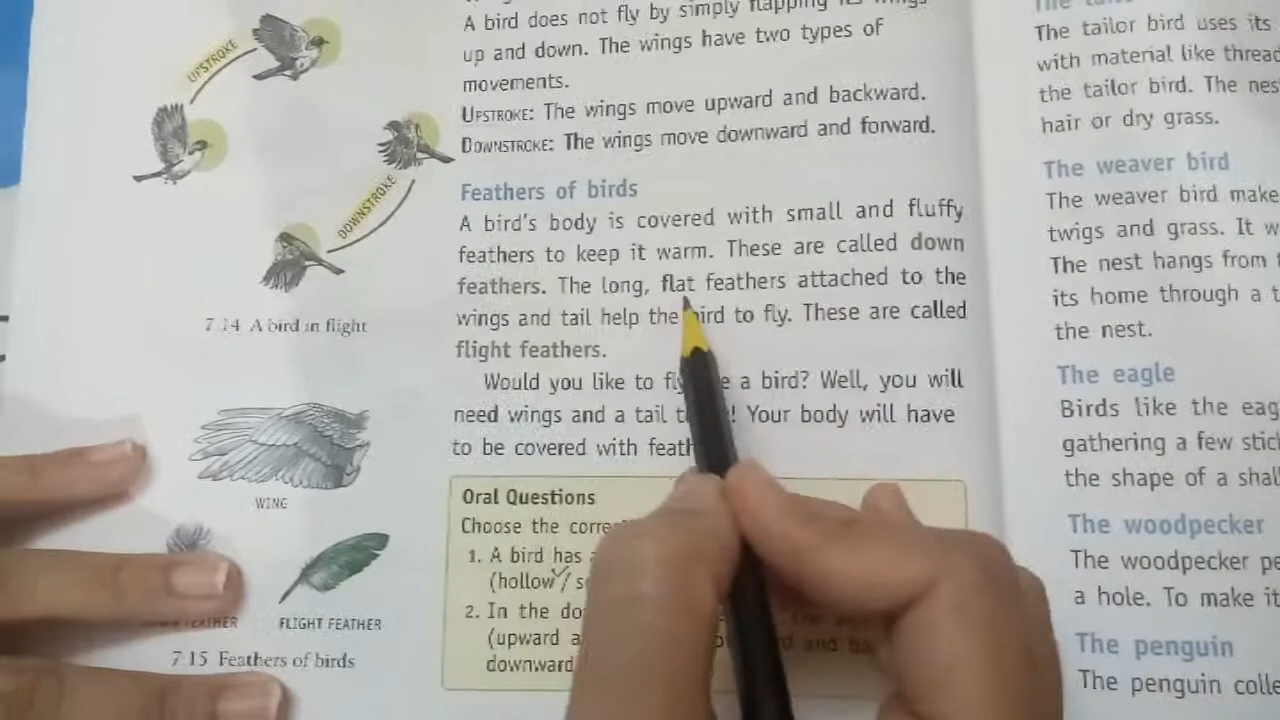 A bird does not fly by simply flapping its wings
up and down. The wings have two types of
movements.
UPSTROKE: The wings move upward and backward.
DOWNSTROKE: The wings move downward and forward.
Feathers of birds
A bird's body is covered with small and fluffy
feathers to keep it warm. These are called down
feathers. The long, flat feathers attached to the
wings and tail help the bird to fly. These are called
flight feathers.
Would you like to fly a bird? Well, you will
need wings and a tail Your body will have
to be covered with
Oral Questions
Choose the
1. A bird has
(hollow /
2. In the
(upward
downward
UPSTROKE
DOWNSTROKE
7.14 A bird in flight
WING
FEATHER
FLIGHT FEATHER
7.15 Feathers of birds
The tailor bird uses its
with material like thread
the tailor bird. The
hair or dry grass.
The weaver bird
The weaver bird make
twigs and grass. It
The nest hangs from
its home through a
the nest.
The eagle
Birds like the
gathering a few
the shape of a
The woodpecker
The woodpecker
a hole. To make it
The penguin
The penguin